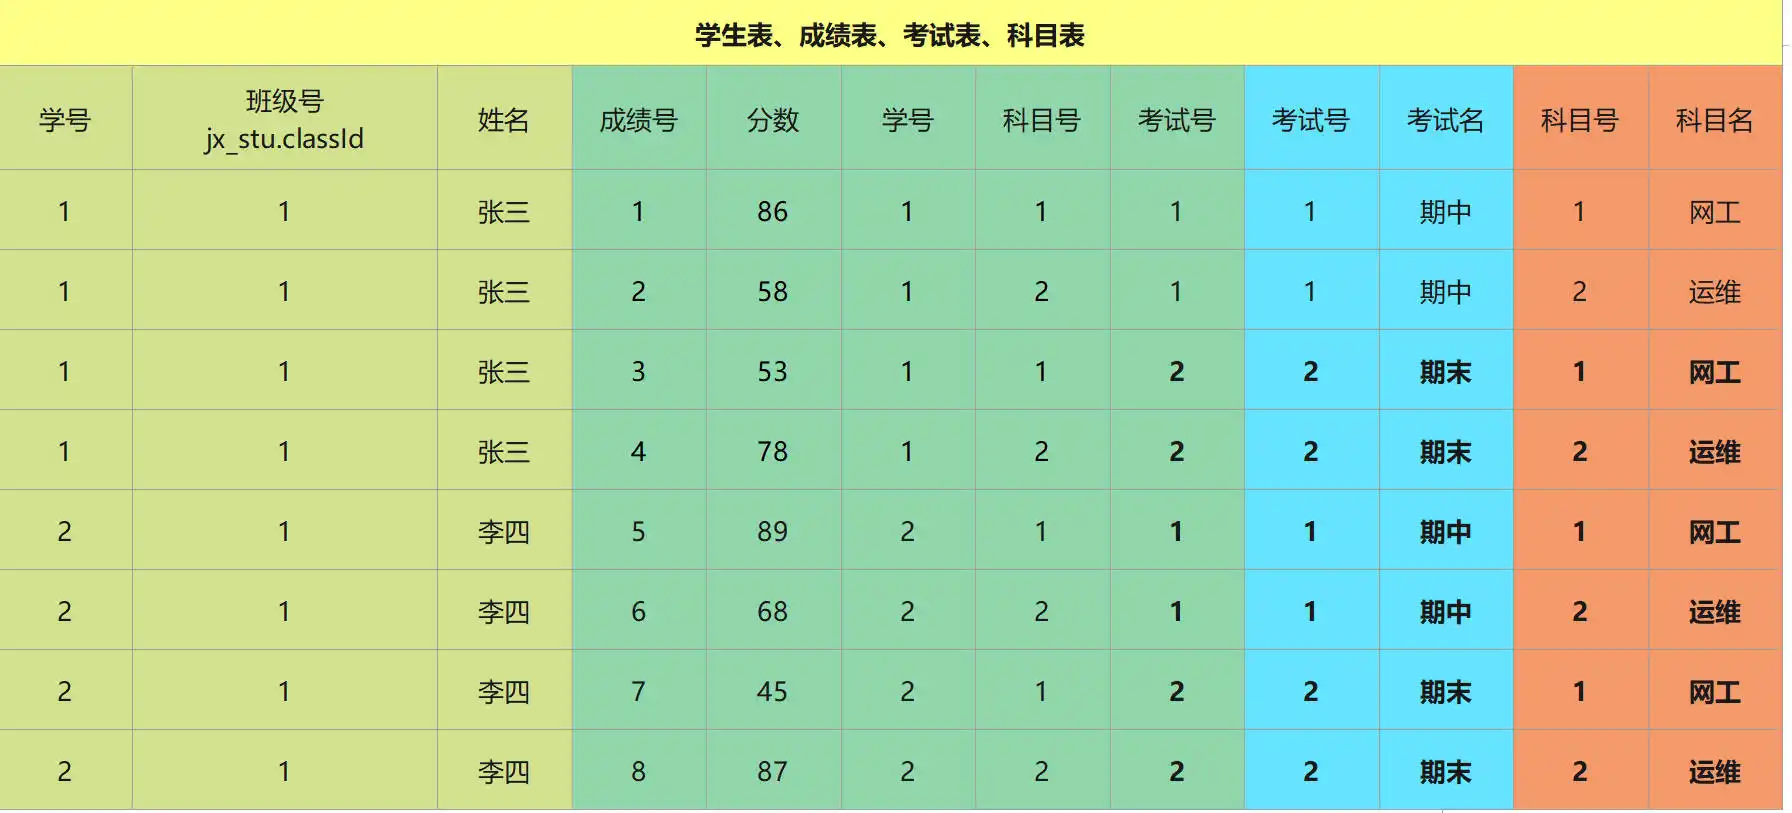 学生表、成绩表、考试表、科目表
学号 班级号 jx_stu.classId 姓名 成绩号 分数 学号 科目号 考试号 考试号 考试名 科目号 科目名
1 1 张三 1 86 1 1 1 1 期中 1 网工
1 1 张三 2 58 1 2 1 1 期中 2 运维
1 1 张三 3 53 1 1 2 2 期末 1 网工
1 1 张三 4 78 1 2 2 2 期末 2 运维
2 1 李四 5 89 2 1 1 1 期中 1 网工
2 1 李四 6 68 2 2 1 1 期中 2 运维
2 1 李四 7 45 2 1 2 2 期末 1 网工
2 1 李四 8 87 2 2 2 2 期末 2 运维